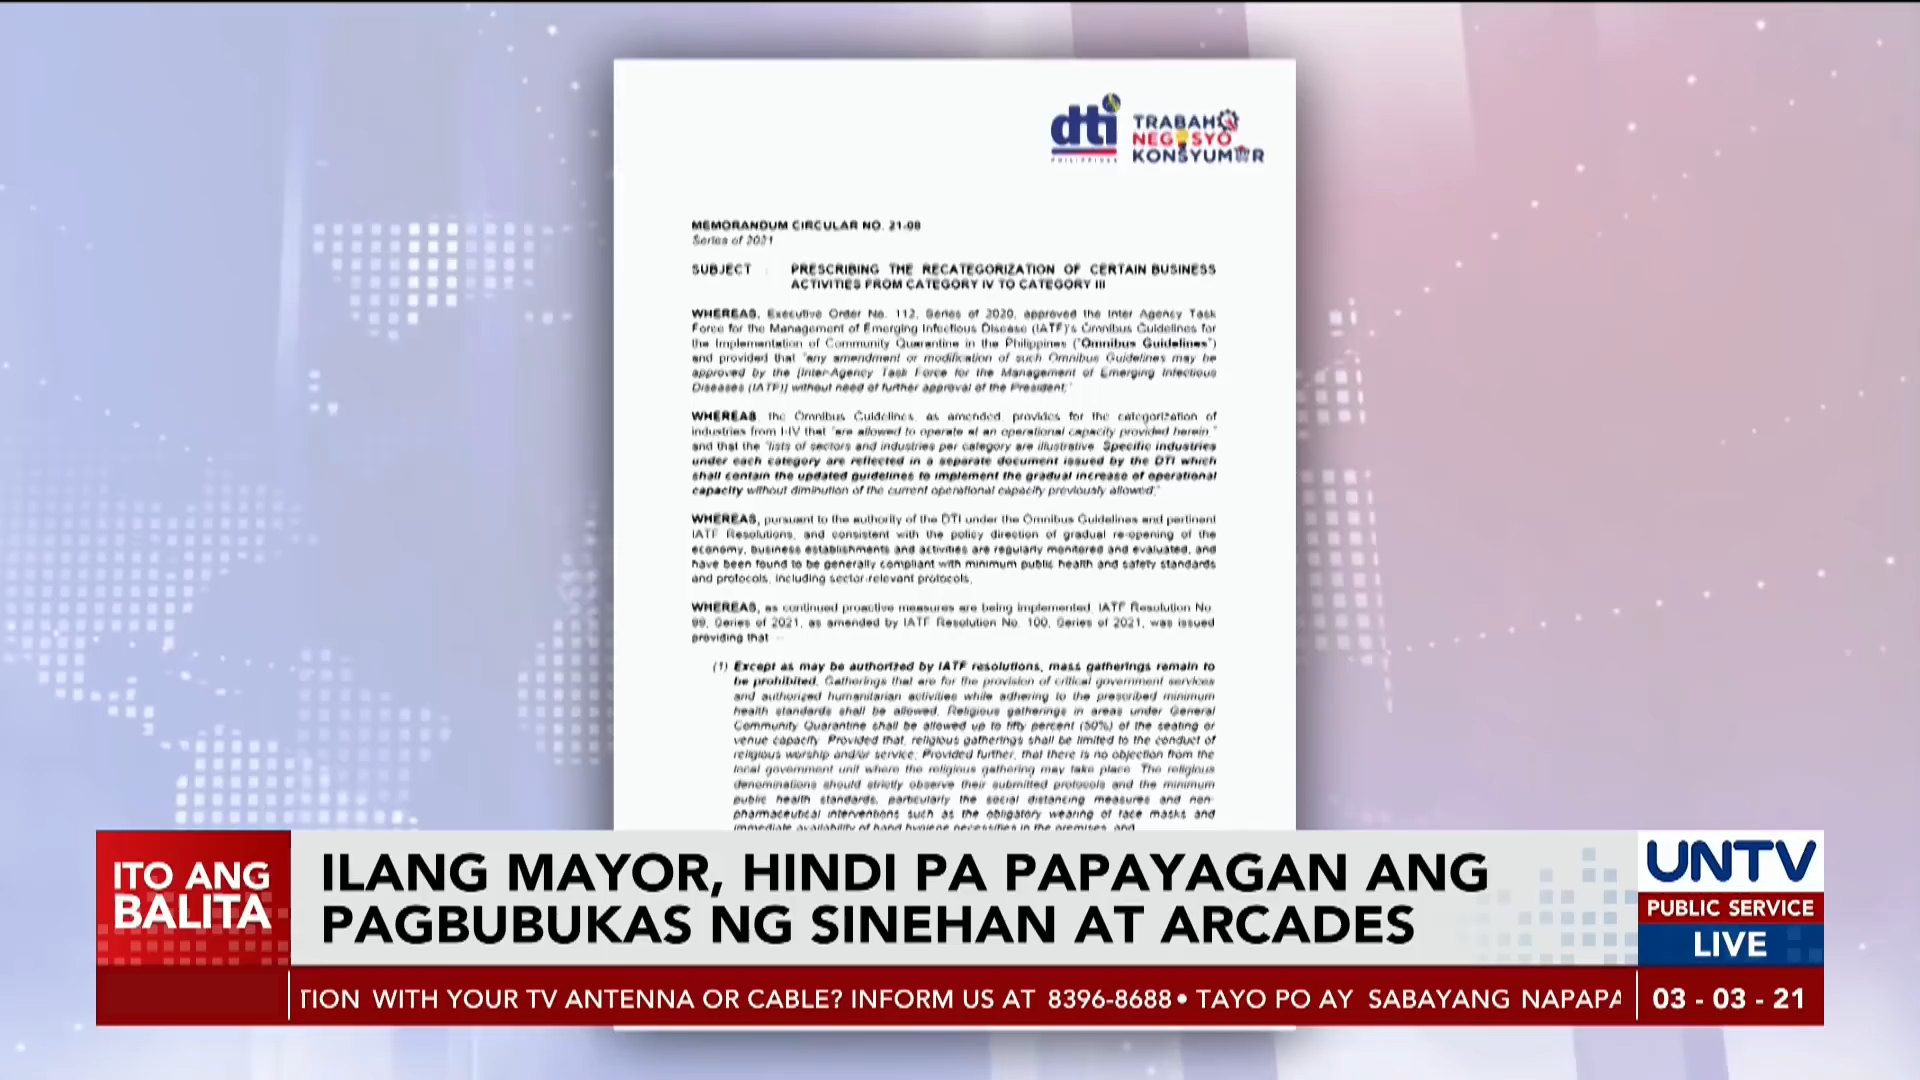 dti
PHILIPPINES
TRABAHO
NEGOSYO
KONSYUMER
MEMORANDUM CIRCULAR NO. 21-08
Series of 2021
SUBJECT : PRESCRIBING THE RECATEGORIZATION OF CERTAIN BUSINESS
ACTIVITIES FROM CATEGORY IV TO CATEGORY III
WHEREAS, Executive Order No. 112, Series of 2020, approved the Inter Agency Task
Force for the Management of Emerging Infectious Disease (IATF)'s Omnibus Guidelines for
the Implementation of Community Quarantine in the Philippines ("Omnibus Guidelines")
and provided that "any amendment or modification of such Omnibus Guidelines may be
approved by the [Inter-Agency Task Force for the Management of Emerging Infectious
Diseases (IATF)] without need of further approval of the President;"
WHEREAS, the Omnibus Guidelines, as amended, provides for the categorization of
industries from I-IV that "are allowed to operate at an operational capacity provided herein,"
and that the "lists of sectors and industries per category are illustrative. Specific industries
under each category are reflected in a separate document issued by the DTI which
shall contain the updated guidelines to implement the gradual increase of operational
capacity without diminution of the current operational capacity previously allowed;"
WHEREAS, pursuant to the authority of the DTI under the Omnibus Guidelines and pertinent
IATF Resolutions, and consistent with the policy direction of gradual re-opening of the
economy, business establishments and activities are regularly monitored and evaluated, and
have been found to be generally compliant with minimum public health and safety standards
and protocols, including sector-relevant protocols;
WHEREAS, as continued proactive measures are being implemented, IATF Resolution No.
99, Series of 2021, as amended by IATF Resolution No. 100, Series of 2021, was issued
providing that –
(1) Except as may be authorized by IATF resolutions, mass gatherings remain to
be prohibited. Gatherings that are for the provision of critical government services
and authorized humanitarian activities while adhering to the prescribed minimum
health standards shall be allowed. Religious gatherings in areas under General
Community Quarantine shall be allowed up to fifty percent (50%) of the seating or
venue capacity. Provided that, religious gatherings shall be limited to the conduct of
religious worship and/or service; Provided further, that there is no objection from the
local government unit where the religious gathering may take place. The religious
denominations should strictly observe their submitted protocols and the minimum
public health standards, particularly the social distancing measures and non-
pharmaceutical interventions such as the obligatory wearing of face masks and
immediate availability of hand hygiene necessities in the premises; and
ITO ANG
BALITA
ILANG MAYOR, HINDI PA PAPAYAGAN ANG
PAGBUBUKAS NG SINEHAN AT ARCADES
UNTV
PUBLIC SERVICE
LIVE
TION WITH YOUR TV ANTENNA OR CABLE? INFORM US AT 8396-8688• TAYO PO AY SABAYANG NAPAPA
03 - 03 - 21